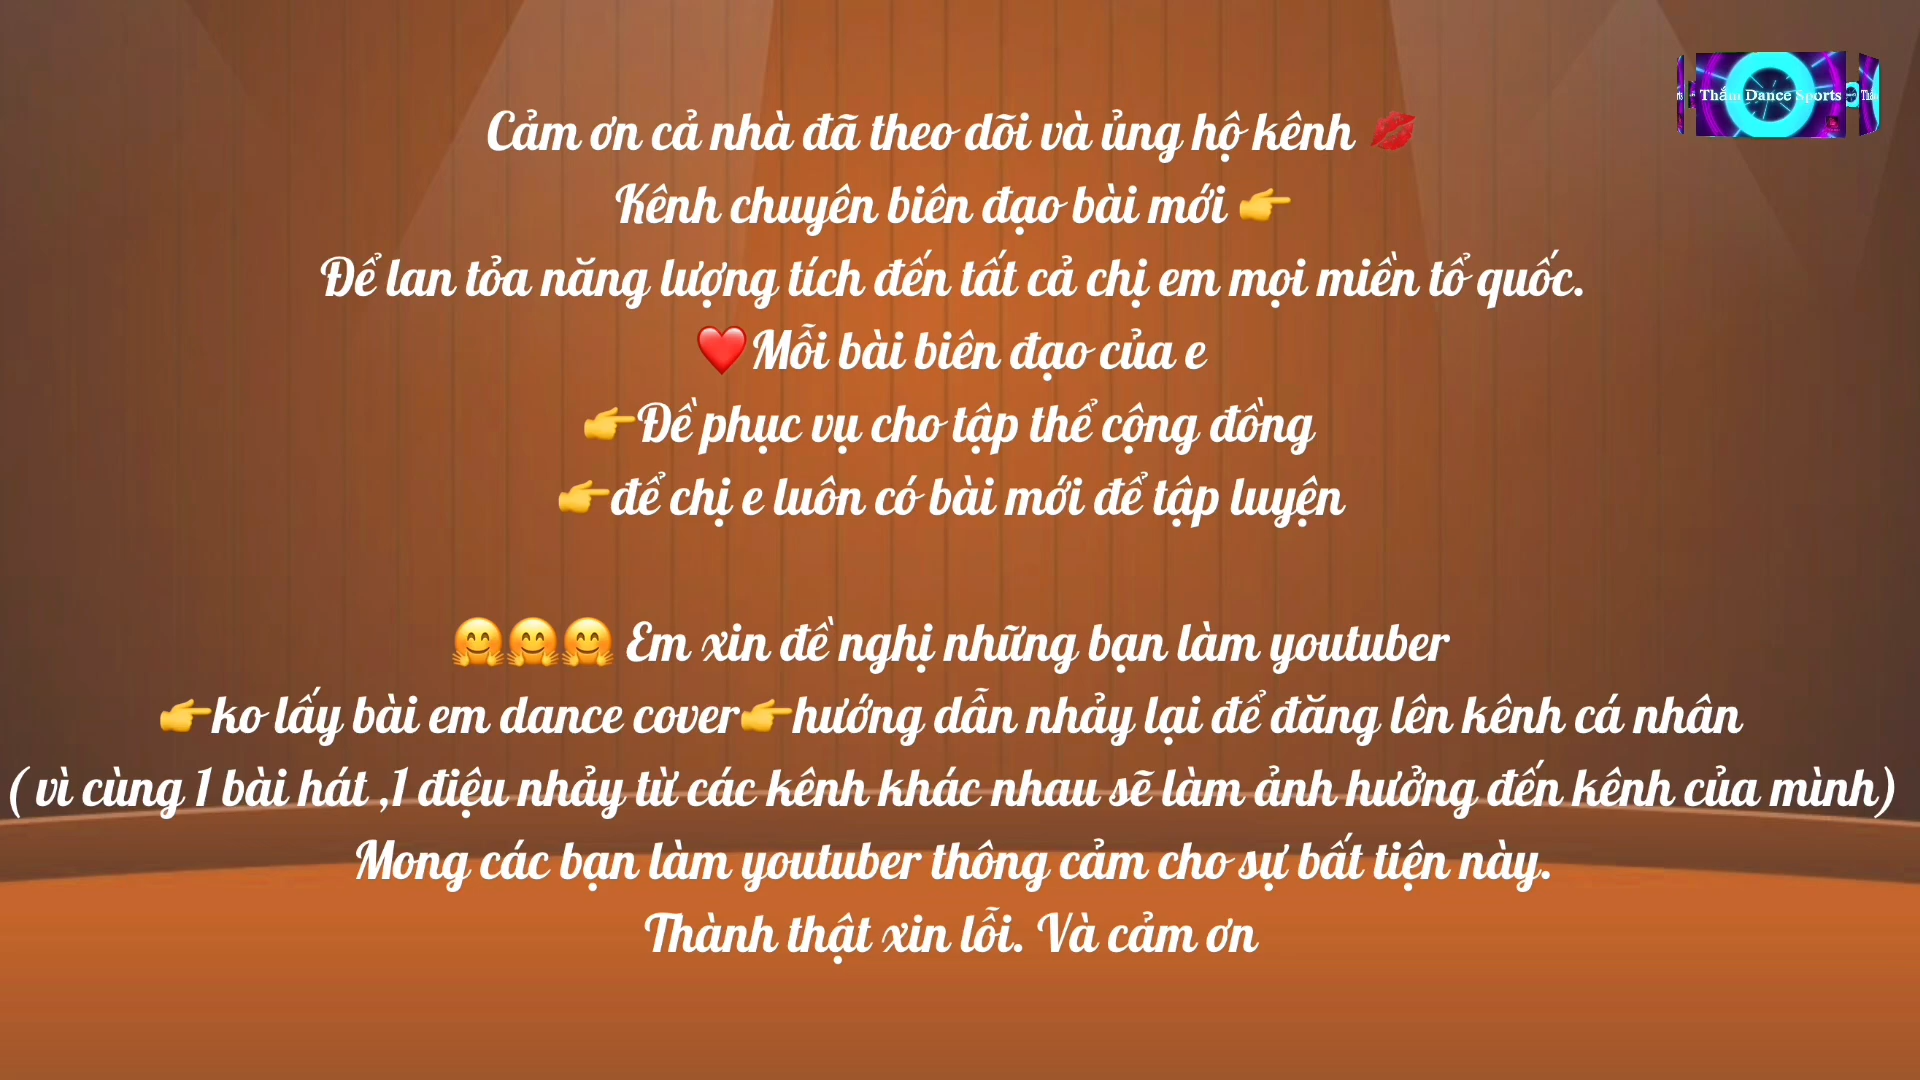 Thắm Dance Sports
Cảm ơn cả nhà đã theo dõi và ủng hộ kênh 💋
Kênh chuyên biên đạo bài mới 👉
Để lan tỏa năng lượng tích đến tất cả chị em mọi miền tổ quốc.
❤️Mỗi bài biên đạo của e
👉Đề phục vụ cho tập thể cộng đồng
👉để chị e luôn có bài mới để tập luyện
🤗🤗🤗 Em xin đề nghị những bạn làm youtuber
👉ko lấy bài em dance cover👉hướng dẫn nhảy lại để đăng lên kênh cá nhân
( vì cùng 1 bài hát ,1 điệu nhảy từ các kênh khác nhau sẽ làm ảnh hưởng đến kênh của mình)
Mong các bạn làm youtuber thông cảm cho sự bất tiện này.
Thành thật xin lỗi. Và cảm ơn